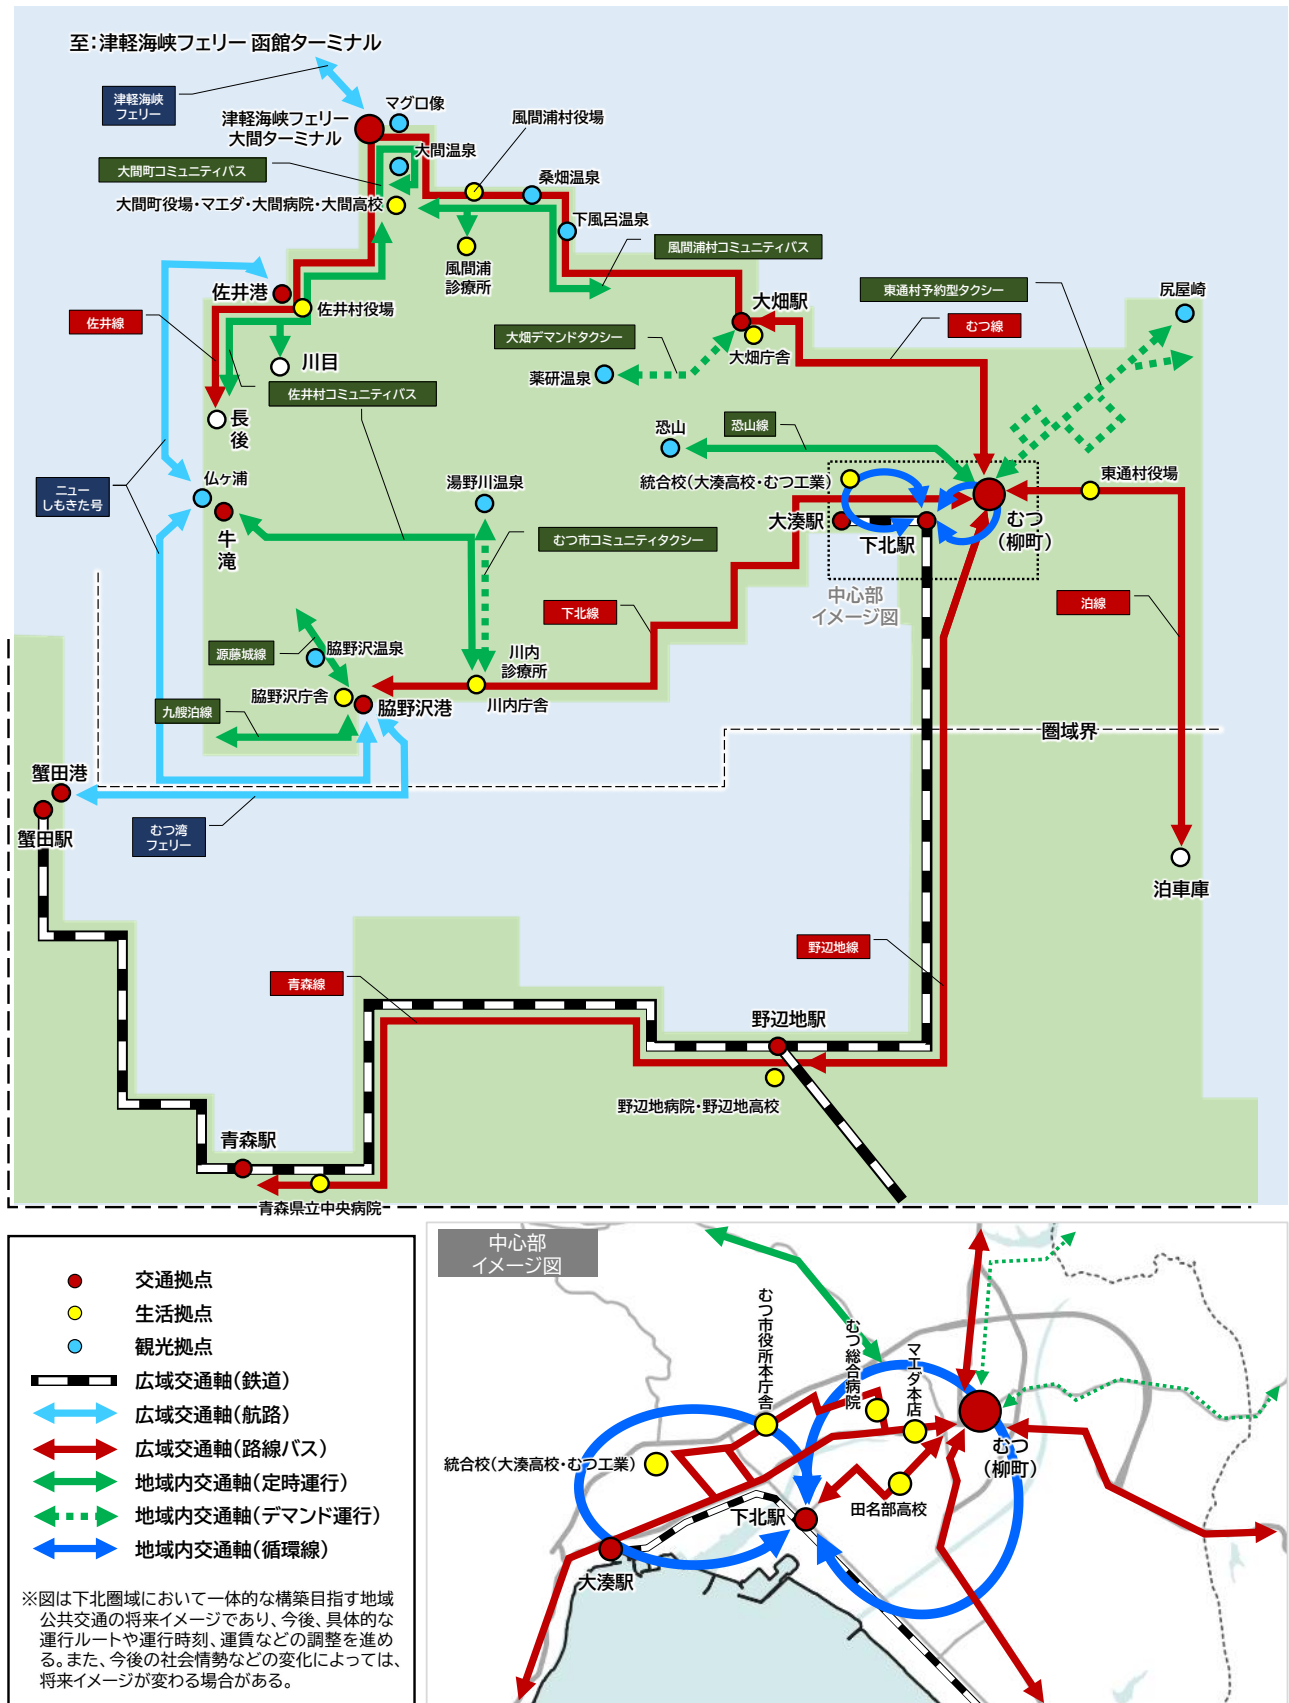 至：津軽海峡フェリー 函館ターミナル
津軽海峡
フェリー
津軽海峡フェリー
大間ターミナル
マグロ像
風間浦村役場
大間温泉
大間町コミュニティバス
桑畑温泉
大間町役場・マエダ・大間病院・大間高校
下風呂温泉
風間浦村コミュニティバス
風間浦
診療所
東通村予約型タクシー
尻屋崎
佐井港
佐井村役場
大畑駅
佐井線
むつ線
大畑デマンドタクシー
大畑庁舎
川目
薬研温泉
佐井村コミュニティバス
長
後
恐山
恐山線
仏ヶ浦
湯野川温泉
統合校(大湊高校・むつ工業)
東通村役場
ニュー
しもきた号
大湊駅
むつ
(柳町)
牛
滝
下北駅
むつ市コミュニティタクシー
中心部
イメージ図
下北線
泊線
源藤城線
脇野沢温泉
川内
診療所
脇野沢庁舎
脇野沢港
川内庁舎
九艘泊線
圏域界
蟹田港
蟹田駅
むつ湾
フェリー
泊車庫
野辺地線
青森線
野辺地駅
野辺地病院・野辺地高校
青森駅
青森県立中央病院
交通拠点
生活拠点
観光拠点
広域交通軸(鉄道)
広域交通軸(航路)
広域交通軸(路線バス)
地域内交通軸(定時運行)
地域内交通軸(デマンド運行)
地域内交通軸(循環線)
※図は下北圏域において一体的な構築目指す地域
公共交通の将来イメージであり、今後、具体的な
運行ルートや運行時刻、運賃などの調整を進め
る。また、今後の社会情勢などの変化によっては、
将来イメージが変わる場合がある。
中心部
イメージ図
むつ市役所本庁舎
むつ総合病院
マエダ本店
むつ
(柳町)
統合校(大湊高校・むつ工業)
田名部高校
下北駅
大湊駅